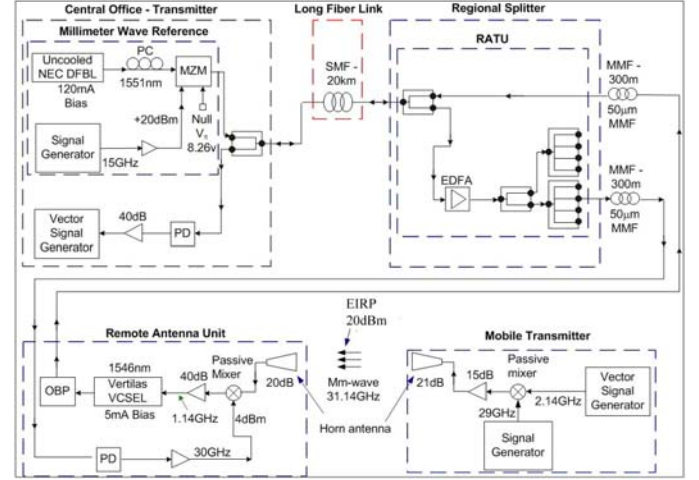 Central Office - Transmitter
Long Fiber Link
Regional Splitter
Millimeter Wave Reference
RATU
Uncooled
NEC DFBL
120mA
Bias
PC
1551nm
MZM
+20dBm
Null
Vπ
8.26v
Signal
Generator
15GHz
SMF -
20km
MMF -
300m
50μm
MMF
EDFA
MMF -
300m
50μm
MMF
Vector
Signal
Generator
40dB
PD
EIRP
20dBm
Mm-wave
31.14GHz
Horn antenna
Remote Antenna Unit
OBP
1546nm
Vertilas
VCSEL
5mA Bias
40dB
1.14GHz
Passive
Mixer
20dB
4dBm
PD
30GHz
Mobile Transmitter
21dB
15dB
Passive
mixer
29GHz
2.14GHz
Vector
Signal
Generator
Signal
Generator